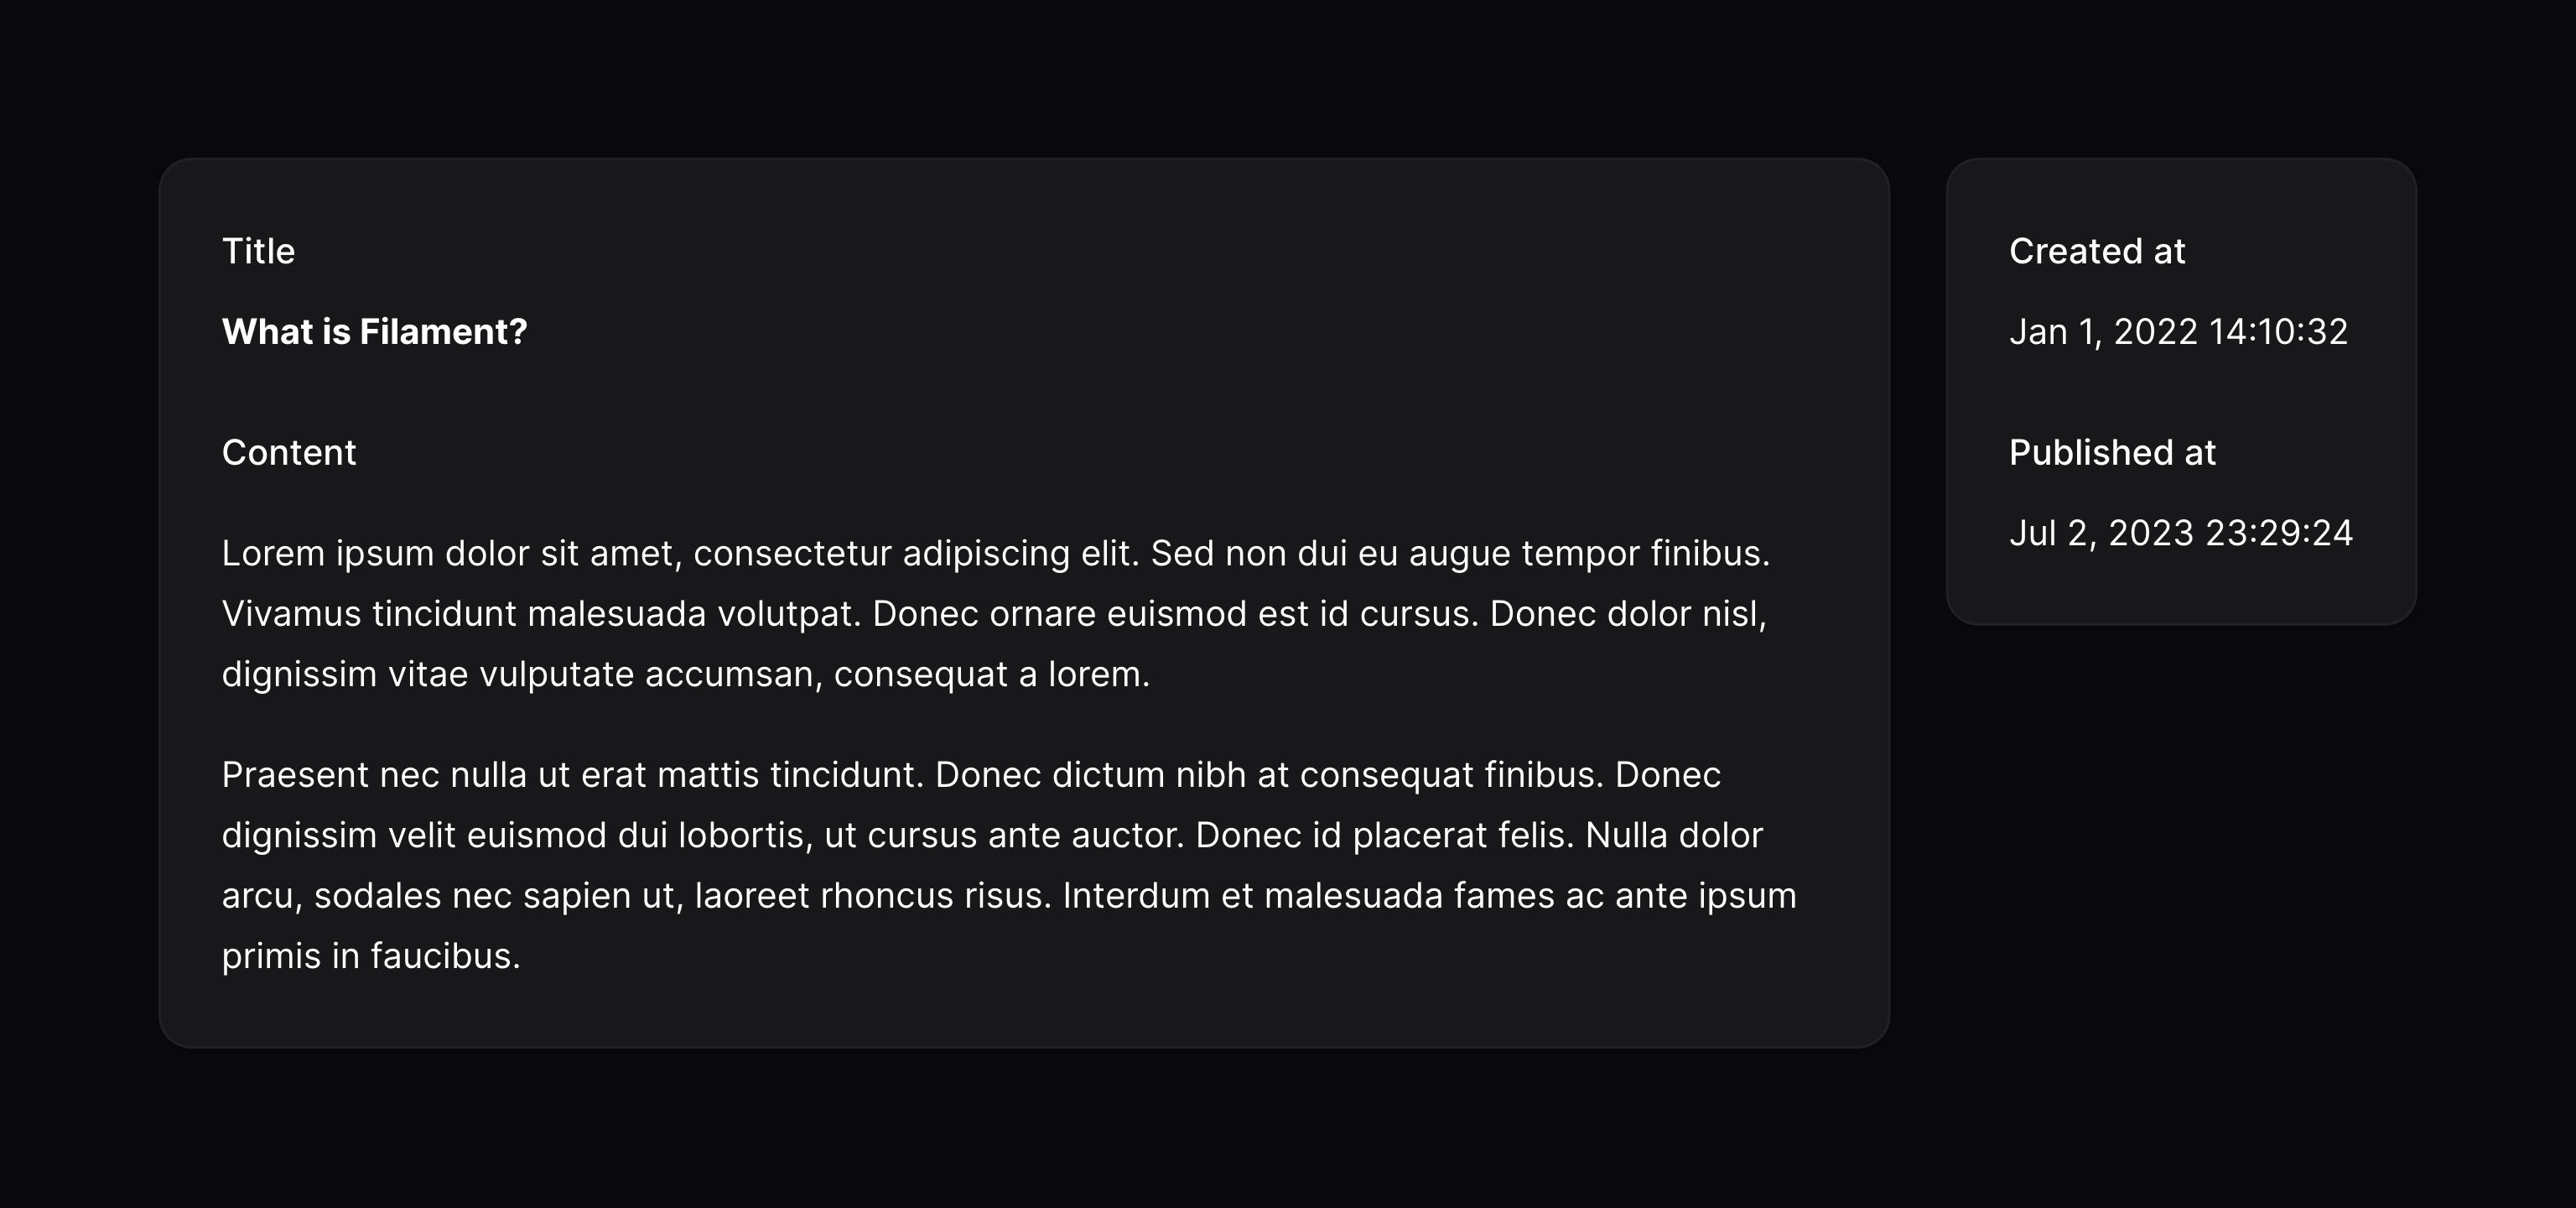 Title
What is Filament?
Content
Lorem ipsum dolor sit amet, consectetur adipiscing elit. Sed non dui eu augue tempor finibus.
Vivamus tincidunt malesuada volutpat. Donec ornare euismod est id cursus. Donec dolor nisl,
dignissim vitae vulputate accumsan, consequat a lorem.
Praesent nec nulla ut erat mattis tincidunt. Donec dictum nibh at consequat finibus. Donec
dignissim velit euismod dui lobortis, ut cursus ante auctor. Donec id placerat felis. Nulla dolor
arcu, sodales nec sapien ut, laoreet rhoncus risus. Interdum et malesuada fames ac ante ipsum
primis in faucibus.
Created at
Jan 1, 2022 14:10:32
Published at
Jul 2, 2023 23:29:24